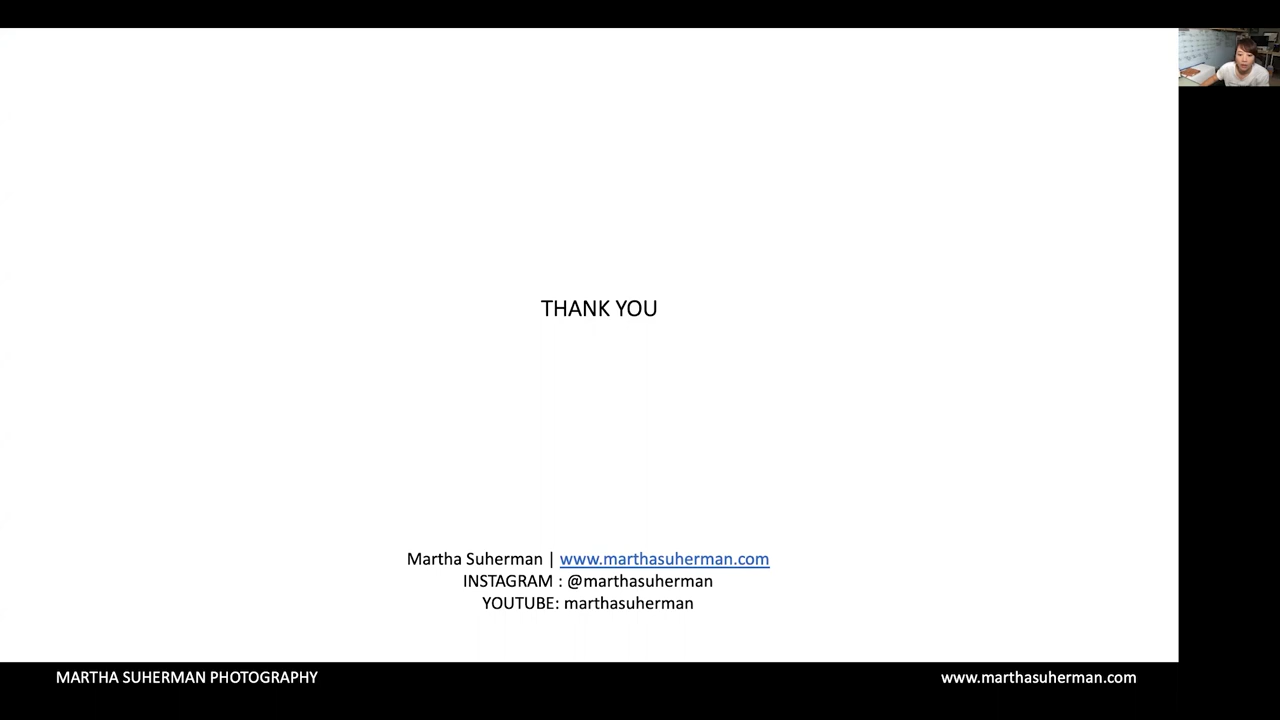 THANK YOU
Martha Suherman | www.marthasuherman.com
INSTAGRAM : @marthasuherman
YOUTUBE: marthasuherman
MARTHA SUHERMAN PHOTOGRAPHY
www.marthasuherman.com